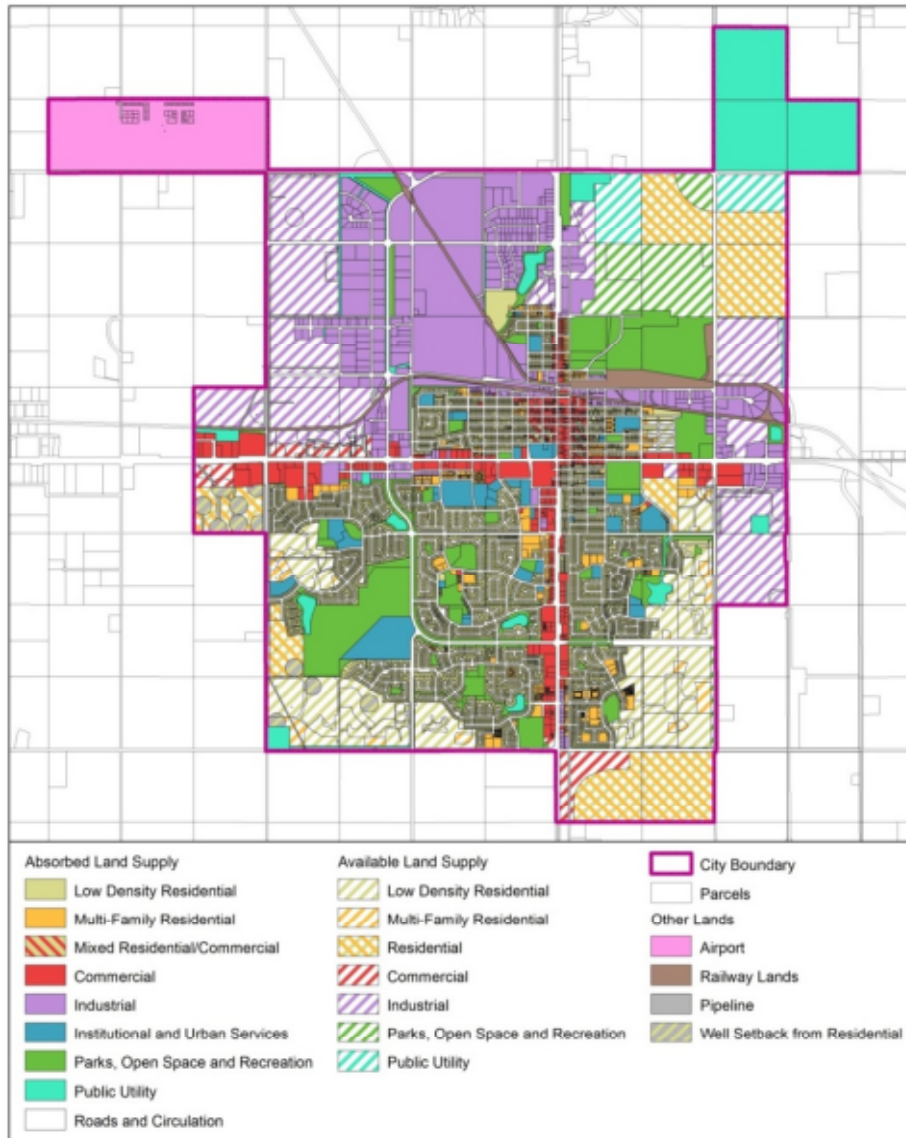 Absorbed Land Supply
Low Density Residential
Multi-Family Residential
Mixed Residential/Commercial
Commercial
Industrial
Institutional and Urban Services
Parks, Open Space and Recreation
Public Utility
Roads and Circulation
Available Land Supply
Low Density Residential
Multi-Family Residential
Residential
Commercial
Industrial
Parks, Open Space and Recreation
Public Utility
City Boundary
Parcels
Other Lands
Airport
Railway Lands
Pipeline
Well Setback from Residential